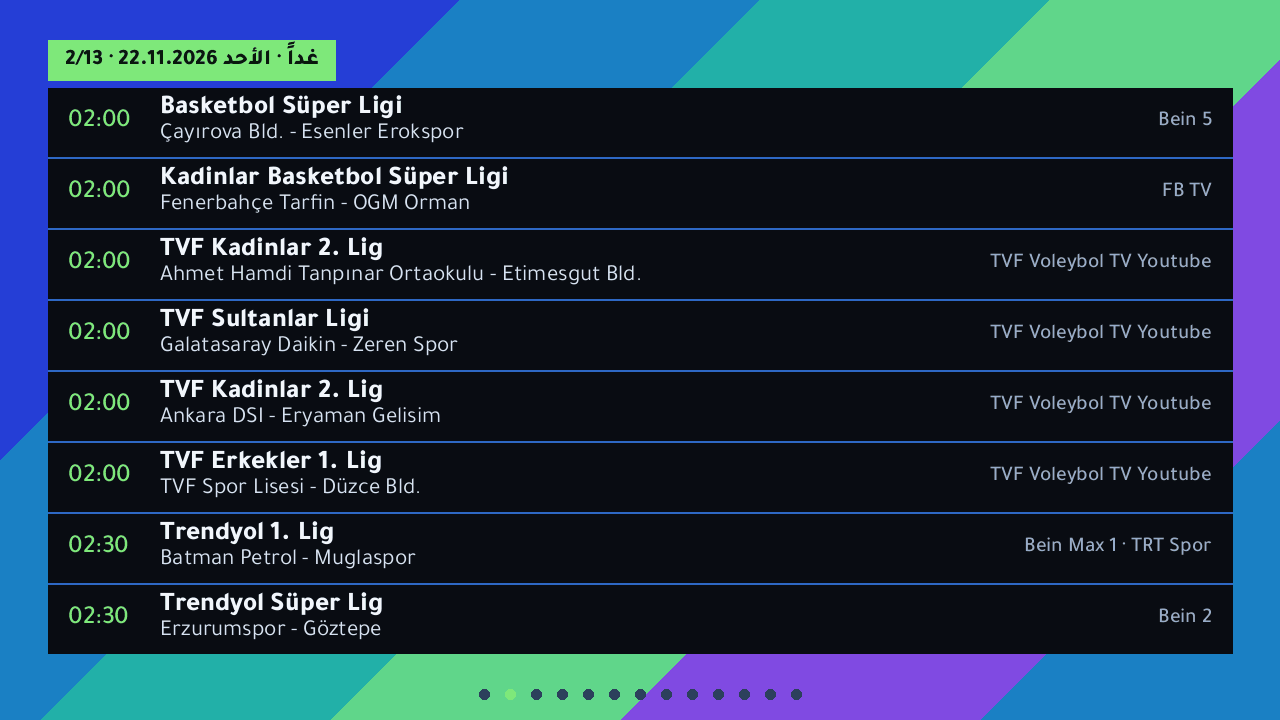 غداً · الأحد 22.11.2026 · 2/13
02:00 Basketbol Süper Ligi
Çayırova Bld. - Esenler Erokspor
Bein 5
02:00 Kadinlar Basketbol Süper Ligi
Fenerbahçe Tarfin - OGM Orman
FB TV
02:00 TVF Kadinlar 2. Lig
Ahmet Hamdi Tanpınar Ortaokulu - Etimesgut Bld.
TVF Voleybol TV Youtube
02:00 TVF Sultanlar Ligi
Galatasaray Daikin - Zeren Spor
TVF Voleybol TV Youtube
02:00 TVF Kadinlar 2. Lig
Ankara DSI - Eryaman Gelisim
TVF Voleybol TV Youtube
02:00 TVF Erkekler 1. Lig
TVF Spor Lisesi - Düzce Bld.
TVF Voleybol TV Youtube
02:30 Trendyol 1. Lig
Batman Petrol - Muglaspor
Bein Max 1 · TRT Spor
02:30 Trendyol Süper Lig
Erzurumspor - Göztepe
Bein 2